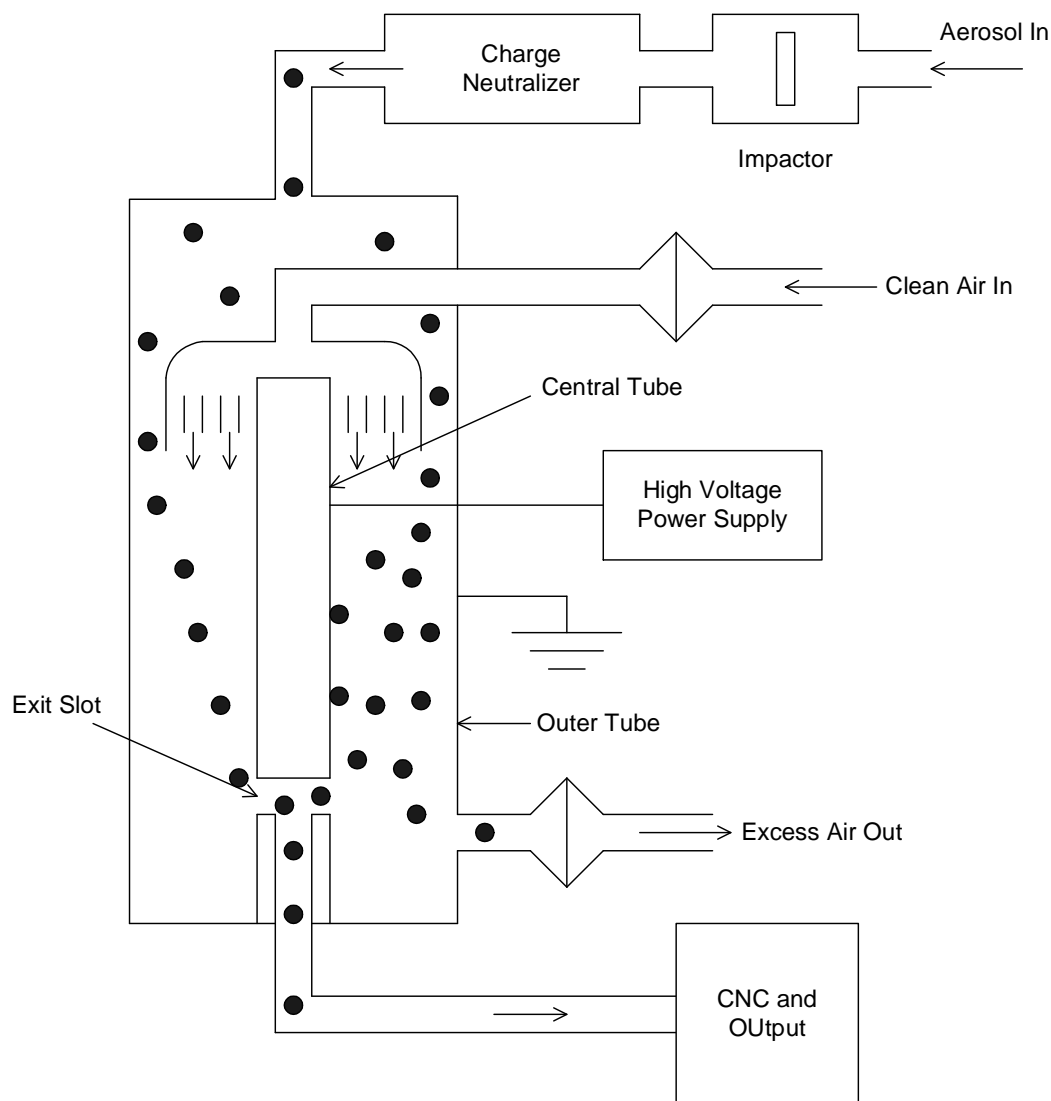 Aerosol In
Charge
Neutralizer
Impactor
Clean Air In
Central Tube
High Voltage
Power Supply
Exit Slot
Outer Tube
Excess Air Out
CNC and
OUtput